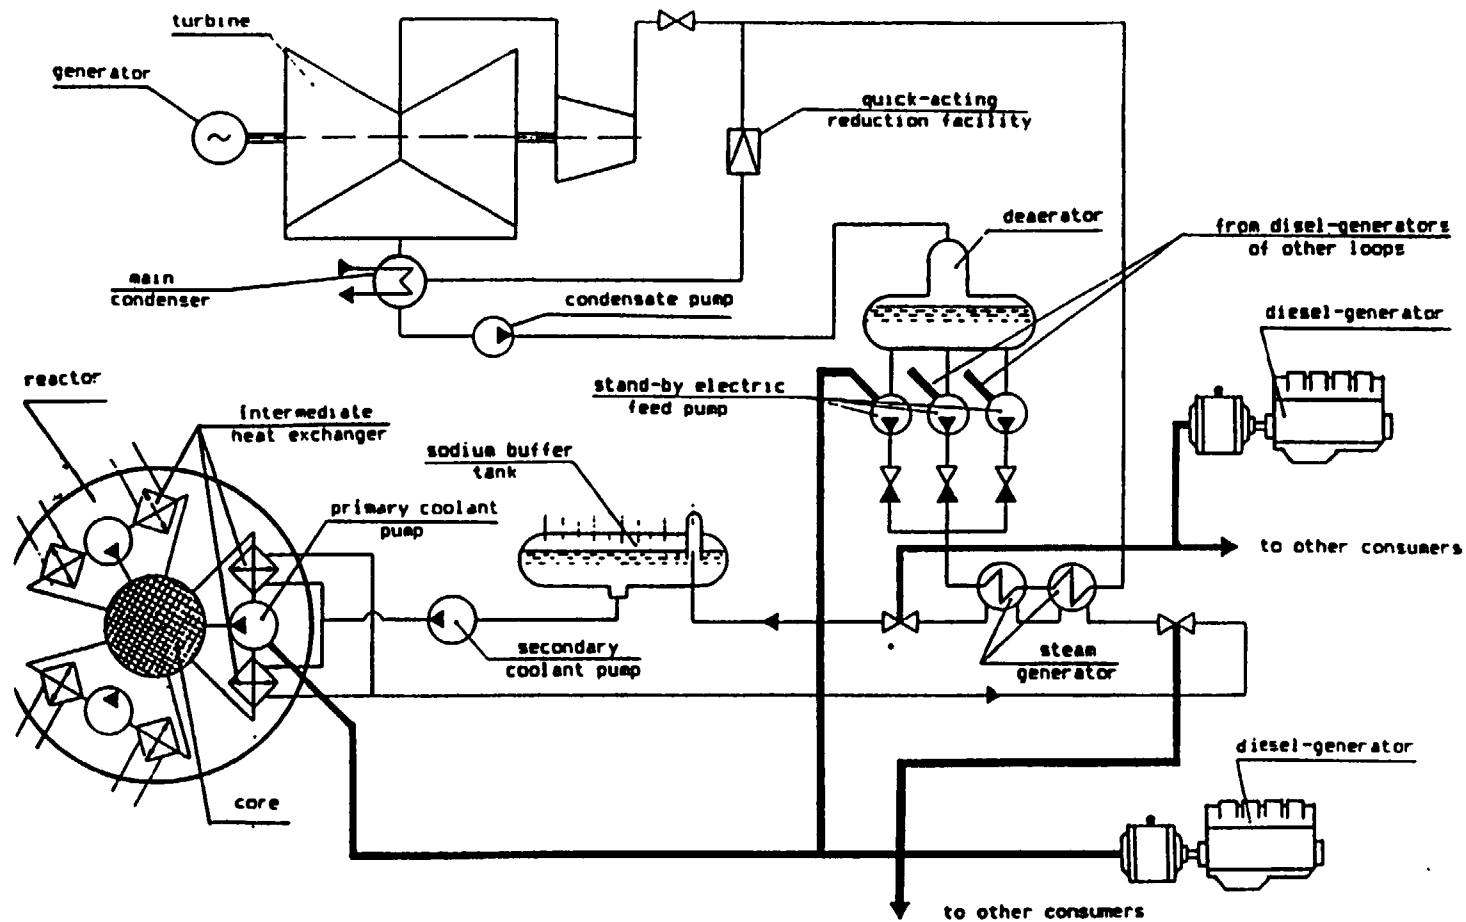 turbine
generator
quick-acting
reduction facility
deaerator
from disel-generators
of other loops
main
condenser
condensate pump
diesel-generator
reactor
intermediate
heat exchanger
stand-by electric
feed pump
sodium buffer
tank
primary coolant
pump
to other consumers
secondary
coolant pump
steam
generator
diesel-generator
core
to other consumers